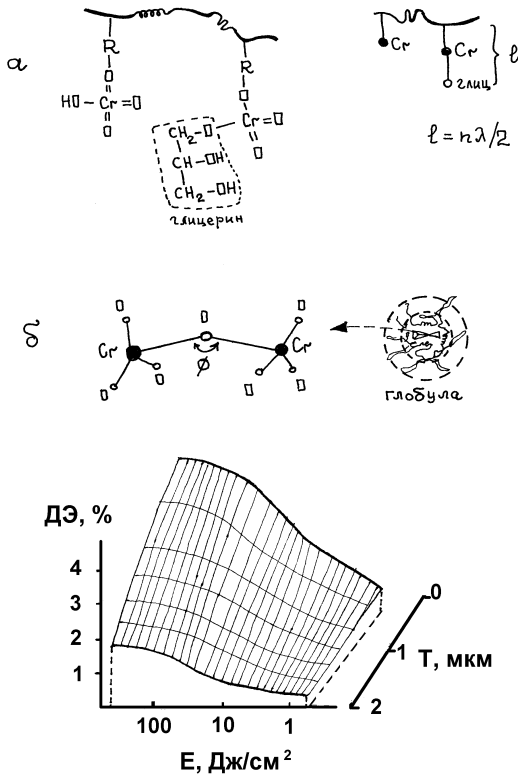 а
R
O
HO-Cr=O
O
R
O
Cr=O
O
CH2-O
CH-OH
CH2-OH
глицерин
Cr
Cr
глиц
ℓ
ℓ = nλ/2
б
O
O
O
Cr
Cr
ϕ
O
O
O
O
глобула
ДЭ, %
4
3
2
1
100
10
1
E, Дж/см²
0
1
2
T, мкм